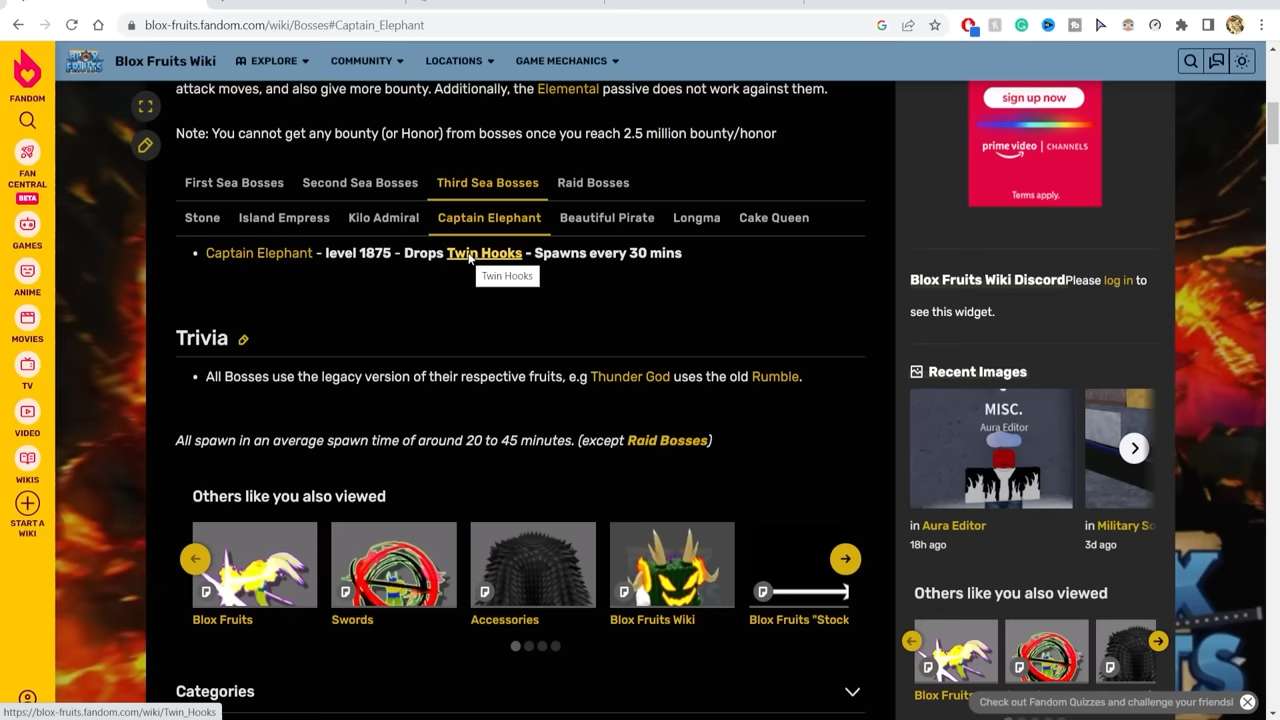 blox-fruits.fandom.com/wiki/Bosses#Captain_Elephant
FANDOM
FAN
CENTRAL
BETA
GAMES
ANIME
MOVIES
TV
VIDEO
WIKIS
START A
WIKI
BLOX FRUITS
Blox Fruits Wiki
EXPLORE
COMMUNITY
LOCATIONS
GAME MECHANICS
attack moves, and also give more bounty. Additionally, the Elemental passive does not work against them.
Note: You cannot get any bounty (or Honor) from bosses once you reach 2.5 million bounty/honor
First Sea Bosses
Second Sea Bosses
Third Sea Bosses
Raid Bosses
Stone
Island Empress
Kilo Admiral
Captain Elephant
Beautiful Pirate
Longma
Cake Queen
Captain Elephant - level 1875 - Drops Twin Hooks - Spawns every 30 mins
Twin Hooks
Trivia
All Bosses use the legacy version of their respective fruits, e.g Thunder God uses the old Rumble.
All spawn in an average spawn time of around 20 to 45 minutes. (except Raid Bosses)
Others like you also viewed
Blox Fruits
Swords
Accessories
Blox Fruits Wiki
Blox Fruits "Stock
Categories
sign up now
prime video | CHANNELS
Terms apply.
Blox Fruits Wiki DiscordPlease log in to
see this widget.
Recent Images
MISC.
Aura Editor
in Aura Editor
18h ago
in Military So
3d ago
Others like you also viewed
Blox Fruits
Check out Fandom Quizzes and challenge your friends!
https://blox-fruits.fandom.com/wiki/Twin_Hooks